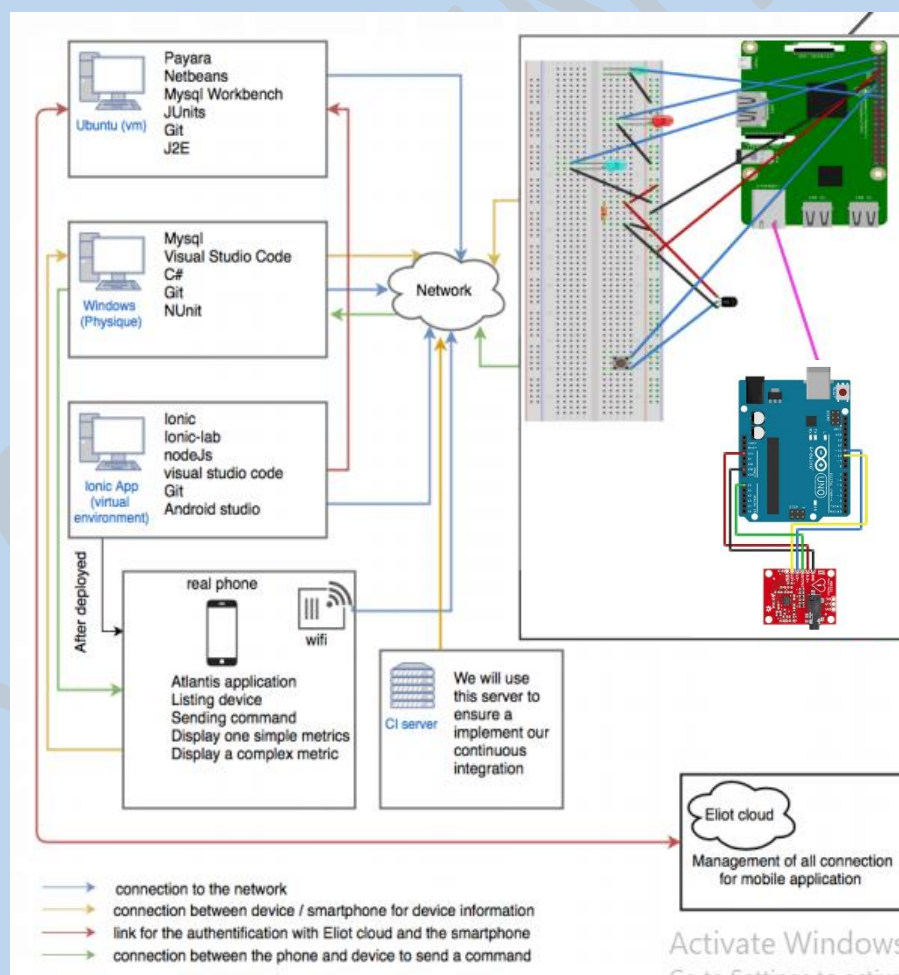 Payara
Netbeans
Mysql Workbench
JUnits
Git
J2E
Ubuntu (vm)
Mysql
Visual Studio Code
C#
Git
NUnit
Windows
(Physique)
Network
Ionic
Ionic-lab
nodeJs
visual studio code
Git
Android studio
Ionic App
(virtual
environment)
After deployed
real phone
wifi
Atlantis application
Listing device
Sending command
Display one simple metrics
Display a complex metric
CI server
We will use
this server to
ensure a
implement our
continuous
integration
UNO
Eliot cloud
Management of all connection
for mobile application
connection to the network
connection between device / smartphone for device information
link for the authentification with Eliot cloud and the smartphone
connection between the phone and device to send a command
Activate Windows